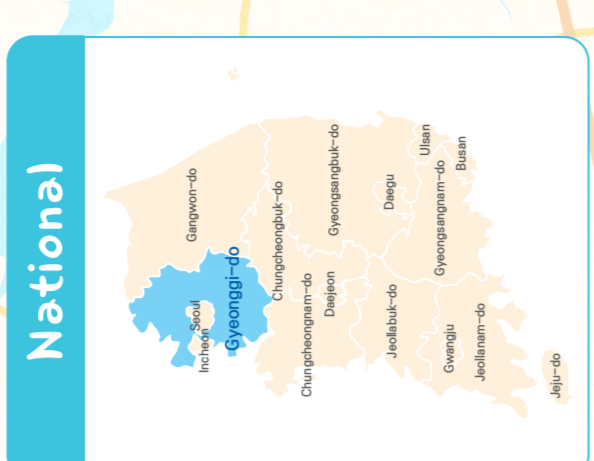 National
Gangwon-do
Seoul
Incheon
Gyeonggi-do
Chungcheongbuk-do
Chungcheongnam-do
Daejeon
Gyeongsangbuk-do
Daegu
Jeollabuk-do
Ulsan
Gyeongsangnam-do
Busan
Gwangju
Jeollanam-do
Jeju-do